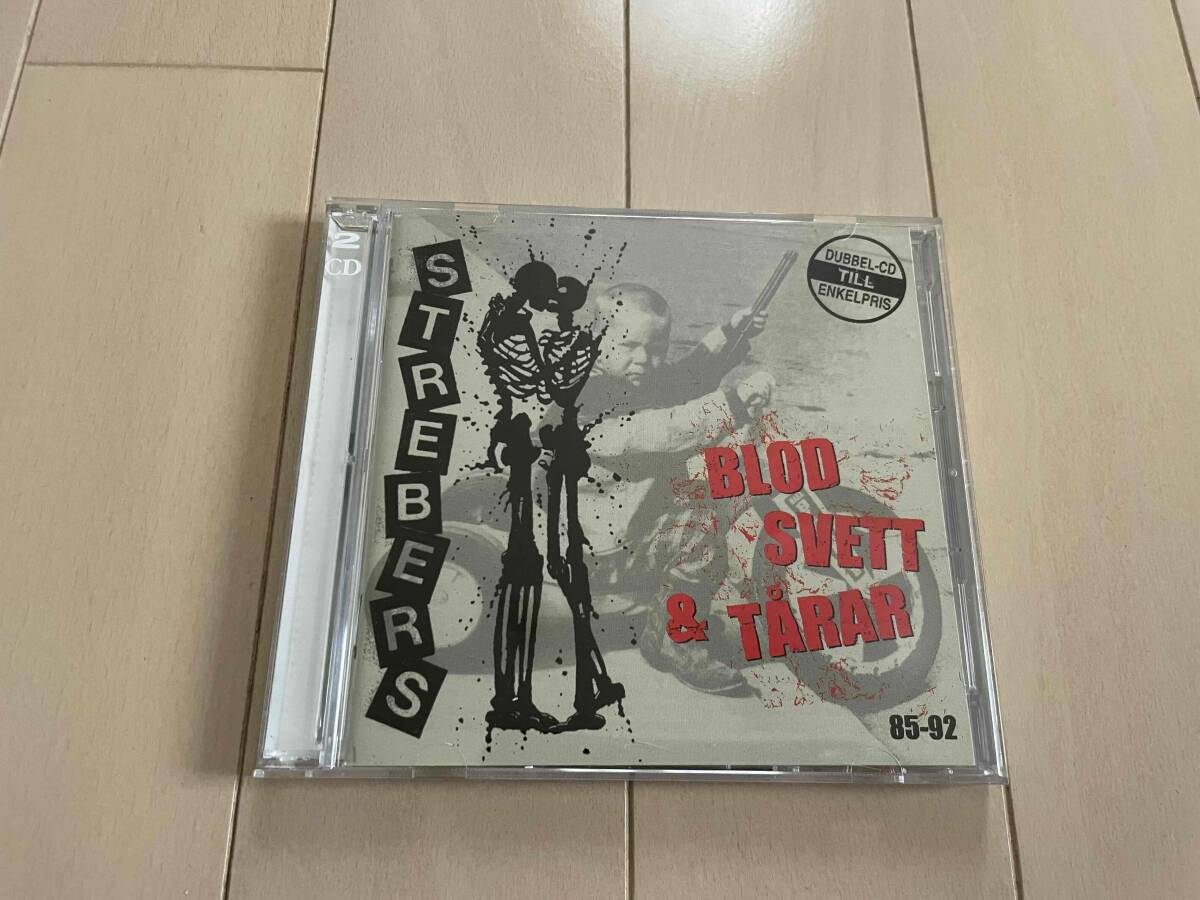 2
CD
STREBERS
DUBBEL-CD
TILL
ENKELPRIS
BLOD
SVETT
& TÅRAR
85-92